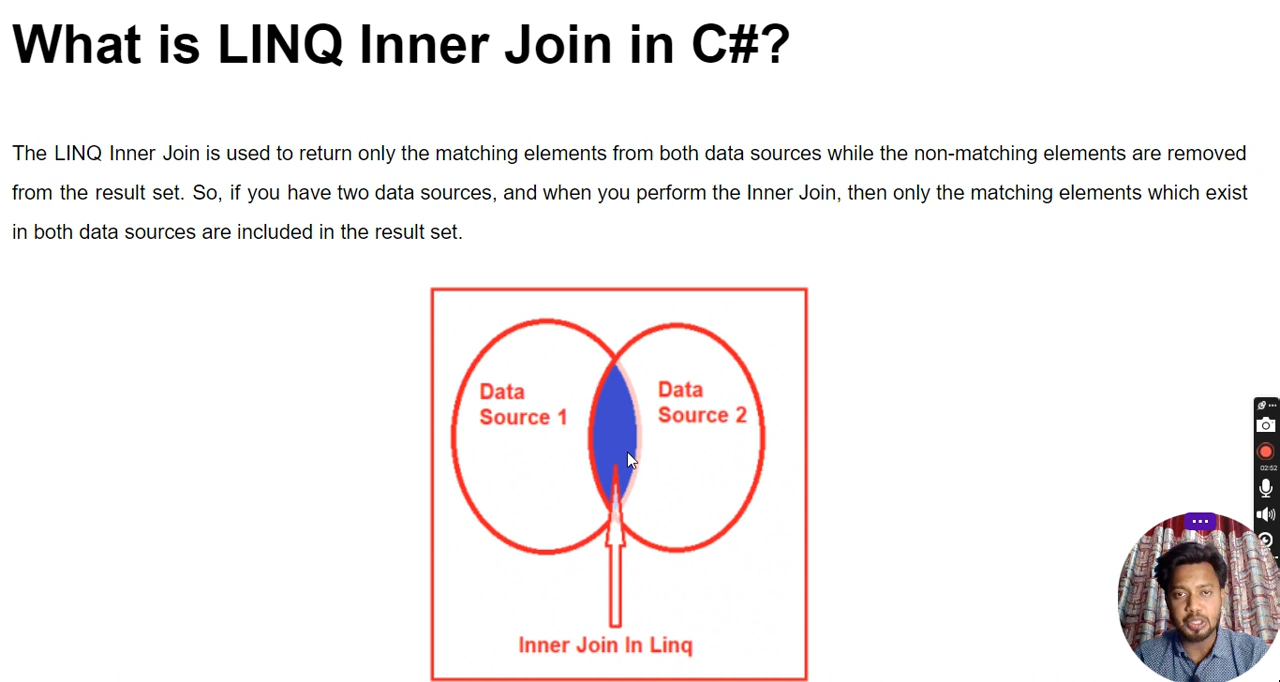 What is LINQ Inner Join in C#?
The LINQ Inner Join is used to return only the matching elements from both data sources while the non-matching elements are removed
from the result set. So, if you have two data sources, and when you perform the Inner Join, then only the matching elements which exist
in both data sources are included in the result set.
Data
Source 1
Data
Source 2
02:52
Inner Join In Linq